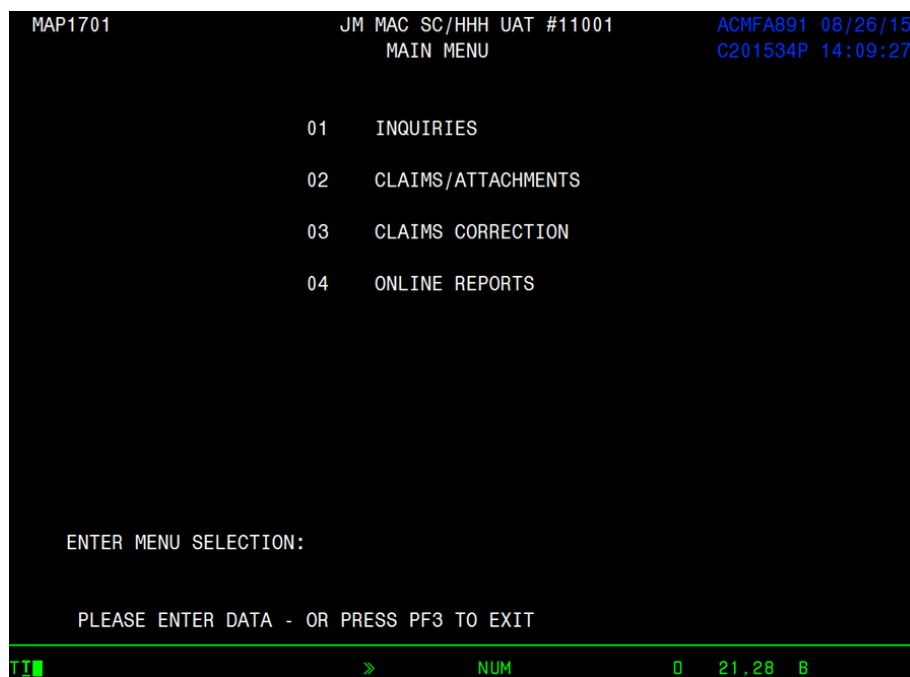 MAP1701 JM MAC SC/HHH UAT #11001 ACMFA891 08/26/15
MAIN MENU C201534P 14:09:27
01 INQUIRIES
02 CLAIMS/ATTACHMENTS
03 CLAIMS CORRECTION
04 ONLINE REPORTS
ENTER MENU SELECTION:
PLEASE ENTER DATA - OR PRESS PF3 TO EXIT
NUM 21,28 B